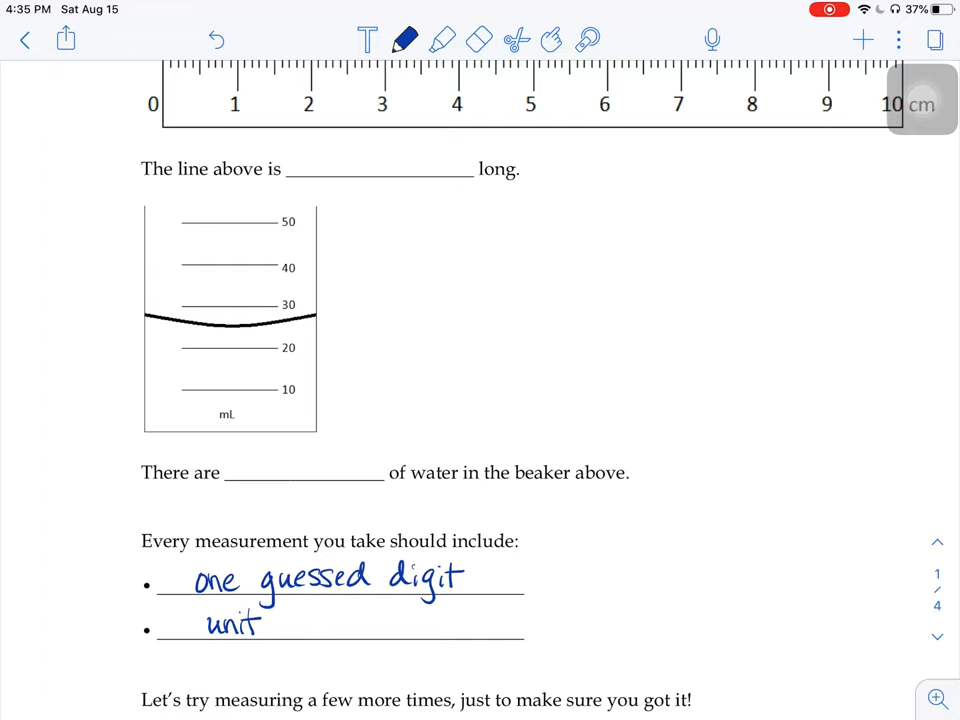 4:35 PM Sat Aug 15 37%
T
0 1 2 3 4 5 6 7 8 9 10 cm
The line above is ____________________ long.
50
40
30
20
10
mL
There are _________________ of water in the beaker above.
Every measurement you take should include:
• one guessed digit
• unit
1
/
4
Let's try measuring a few more times, just to make sure you got it!